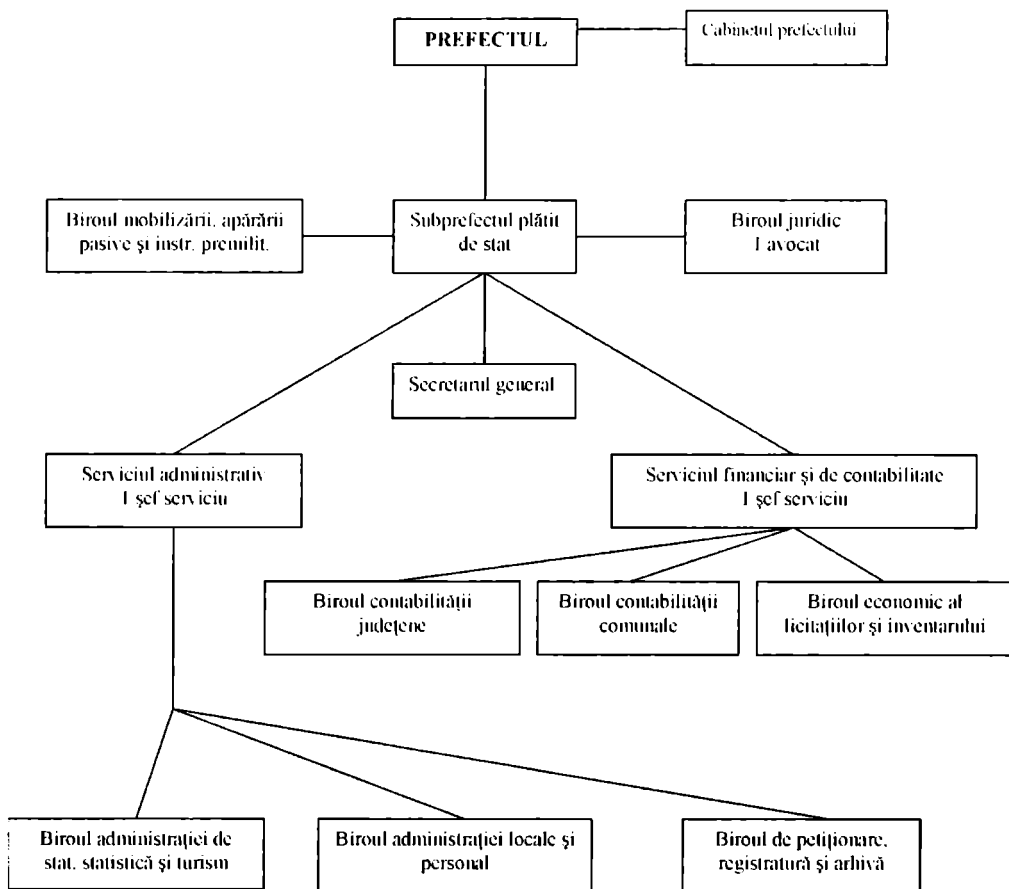 PREFECTUL
Cabinetul prefectului
Biroul mobilizării, apărării
pasive şi instr. premilit.
Subprefectul plătit
de stat
Biroul juridic
1 avocat
Secretarul general
Serviciul administrativ
1 şef serviciu
Serviciul financiar şi de contabilitate
1 şef serviciu
Biroul contabilităţii
judeţene
Biroul contabilităţii
comunale
Biroul economic al
licitaţiilor şi inventarului
Biroul administraţiei de
stat, statistică şi turism
Biroul administraţiei locale şi
personal
Biroul de petiţionare,
registratură şi arhivă